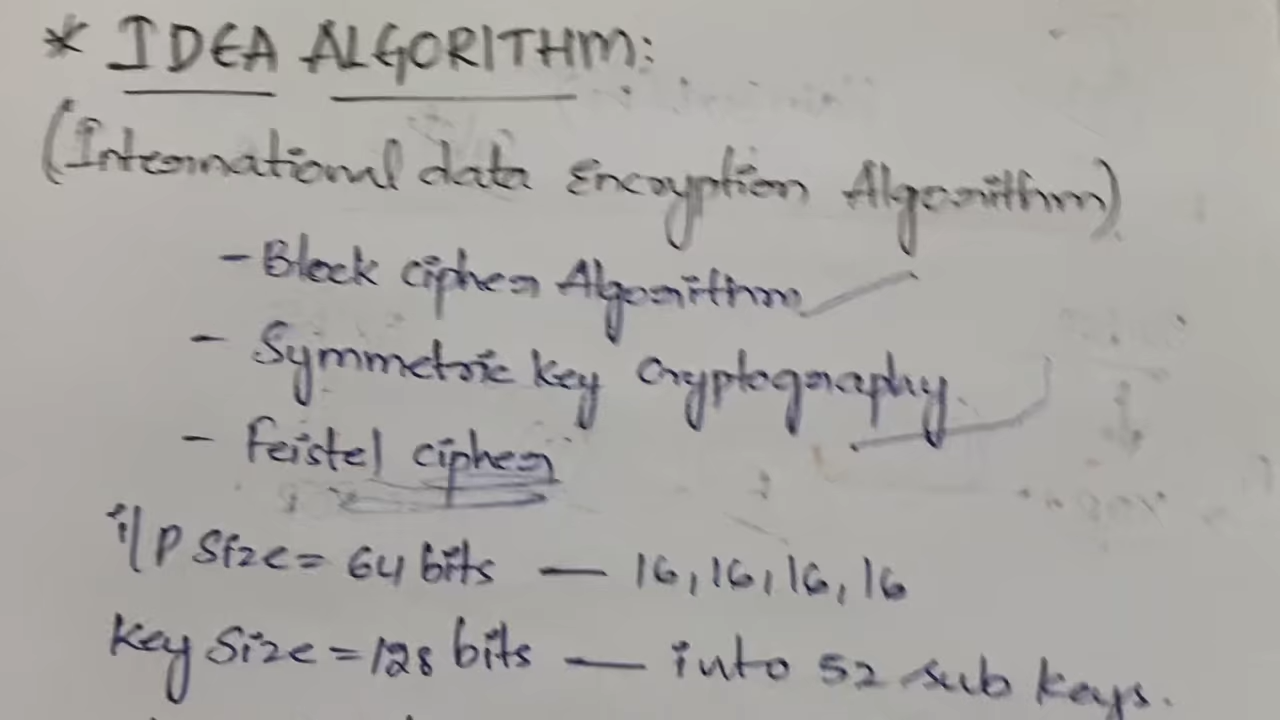 * IDEA ALGORITHM:
(International data Encryption Algorithm)
- Block cipher Algorithm
- Symmetric key cryptography.
- Feistel cipher
i/p size = 64 bits — 16, 16, 16, 16
key size = 128 bits — into 52 sub keys.